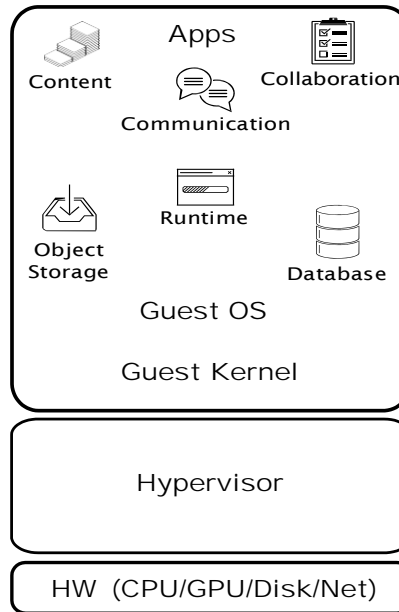 Apps
Content
Collaboration
Communication
Runtime
Object
Storage
Database
Guest OS
Guest Kernel
Hypervisor
HW (CPU/GPU/Disk/Net)